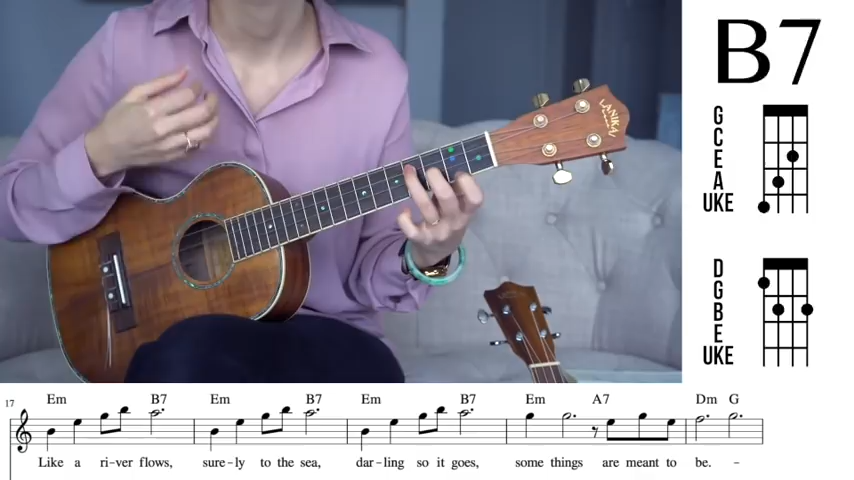 B7
LANIKAI
G
C
E
A
UKE
D
G
B
E
UKE
17
Em B7 Em B7 Em B7 Em A7 Dm G
Like a ri-ver flows, sure-ly to the sea, dar-ling so it goes, some things are meant to be. -